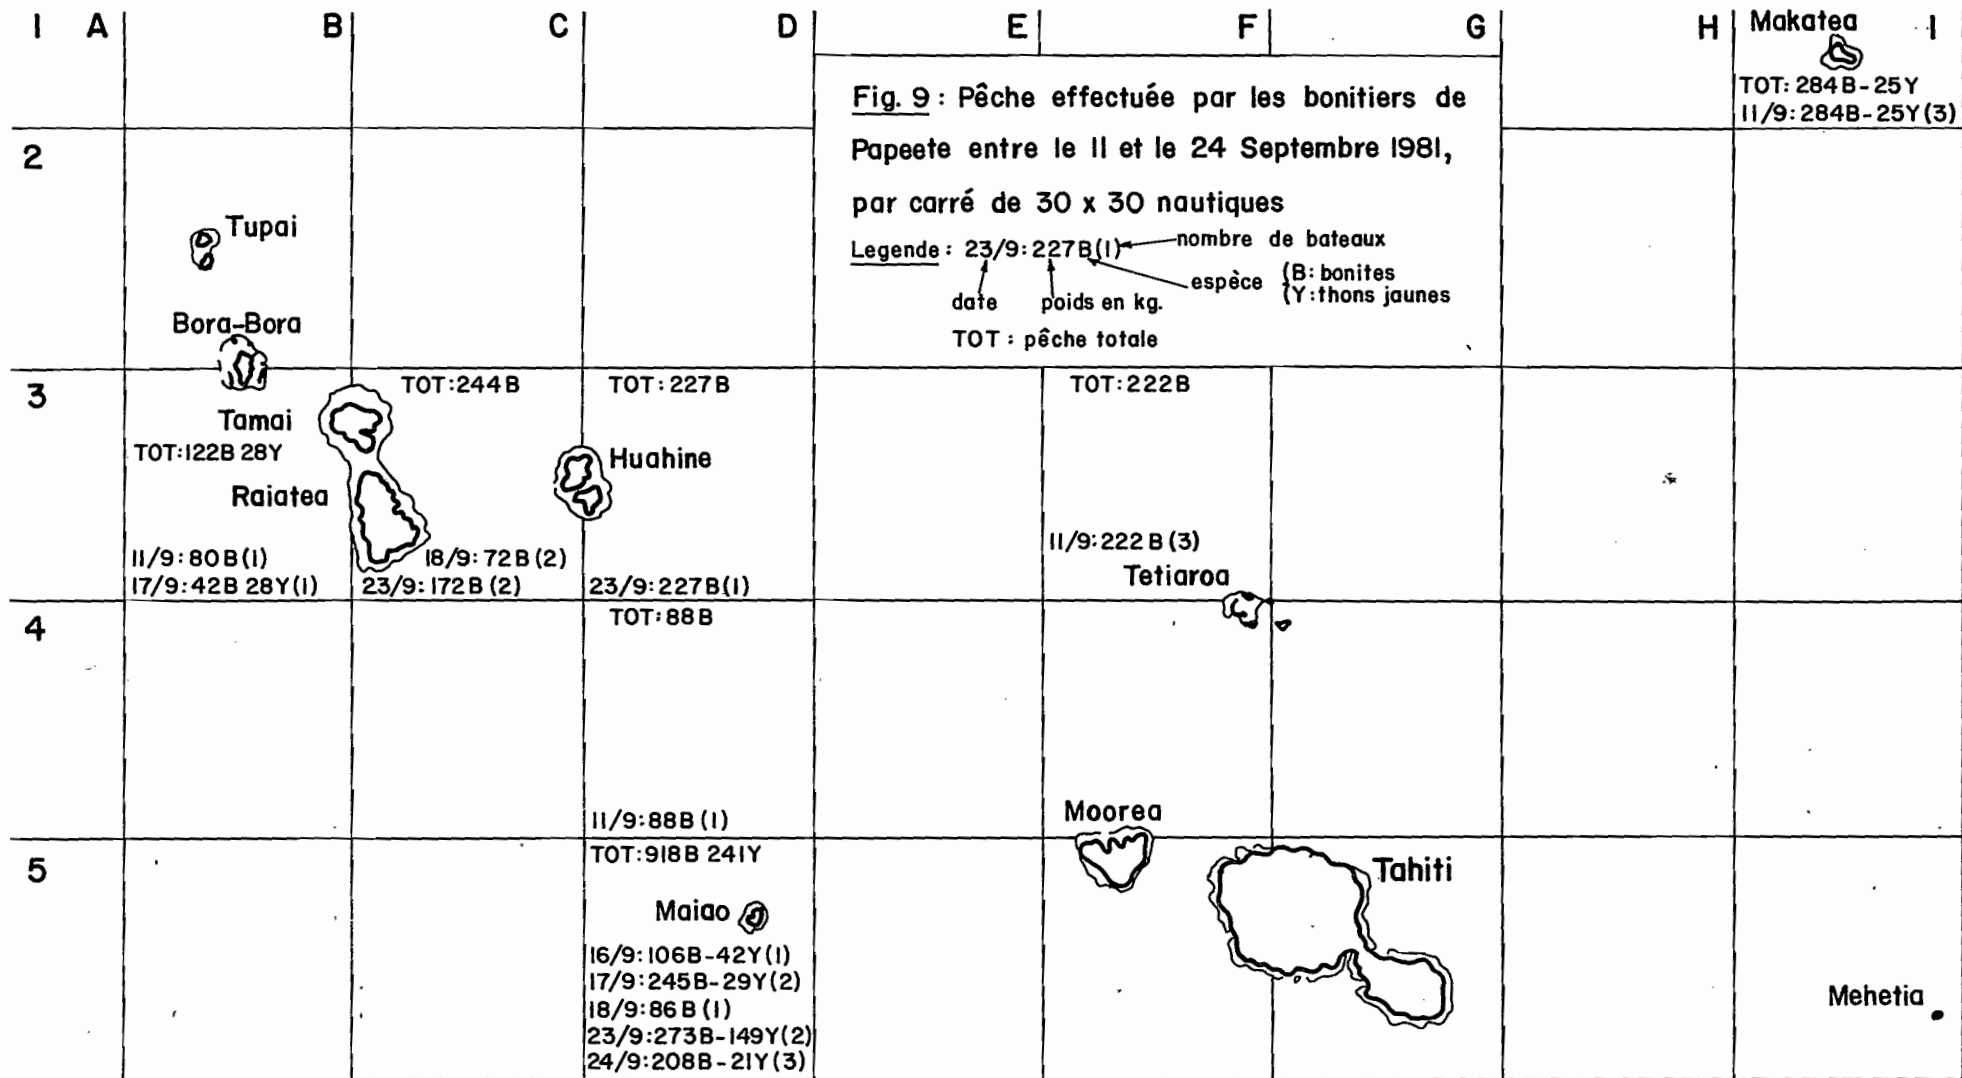 1 A B C D E F G H I
Makatea
TOT: 284B-25Y
11/9:284B-25Y(3)
Fig. 9 : Pêche effectuée par les bonitiers de
Papeete entre le 11 et le 24 Septembre 1981,
par carré de 30 x 30 nautiques
Legende : 23/9:227B(1) nombre de bateaux
espèce {B: bonites
{Y: thons jaunes
date poids en kg.
TOT : pêche totale
2
Tupai
Bora-Bora
3
TOT:244B
TOT:227B
TOT:222B
Tamai
TOT:122B 28Y
Huahine
Raiatea
11/9:222B(3)
11/9:80B(1)
18/9:72B(2)
17/9:42B 28Y(1)
23/9:172B(2)
23/9:227B(1)
Tetiaroa
4
TOT:88B
11/9:88B(1)
Moorea
5
TOT:918B 241Y
Tahiti
Maiao
16/9:106B-42Y(1)
17/9:245B-29Y(2)
18/9:86B(1)
23/9:273B-149Y(2)
24/9:208B-21Y(3)
Mehetia